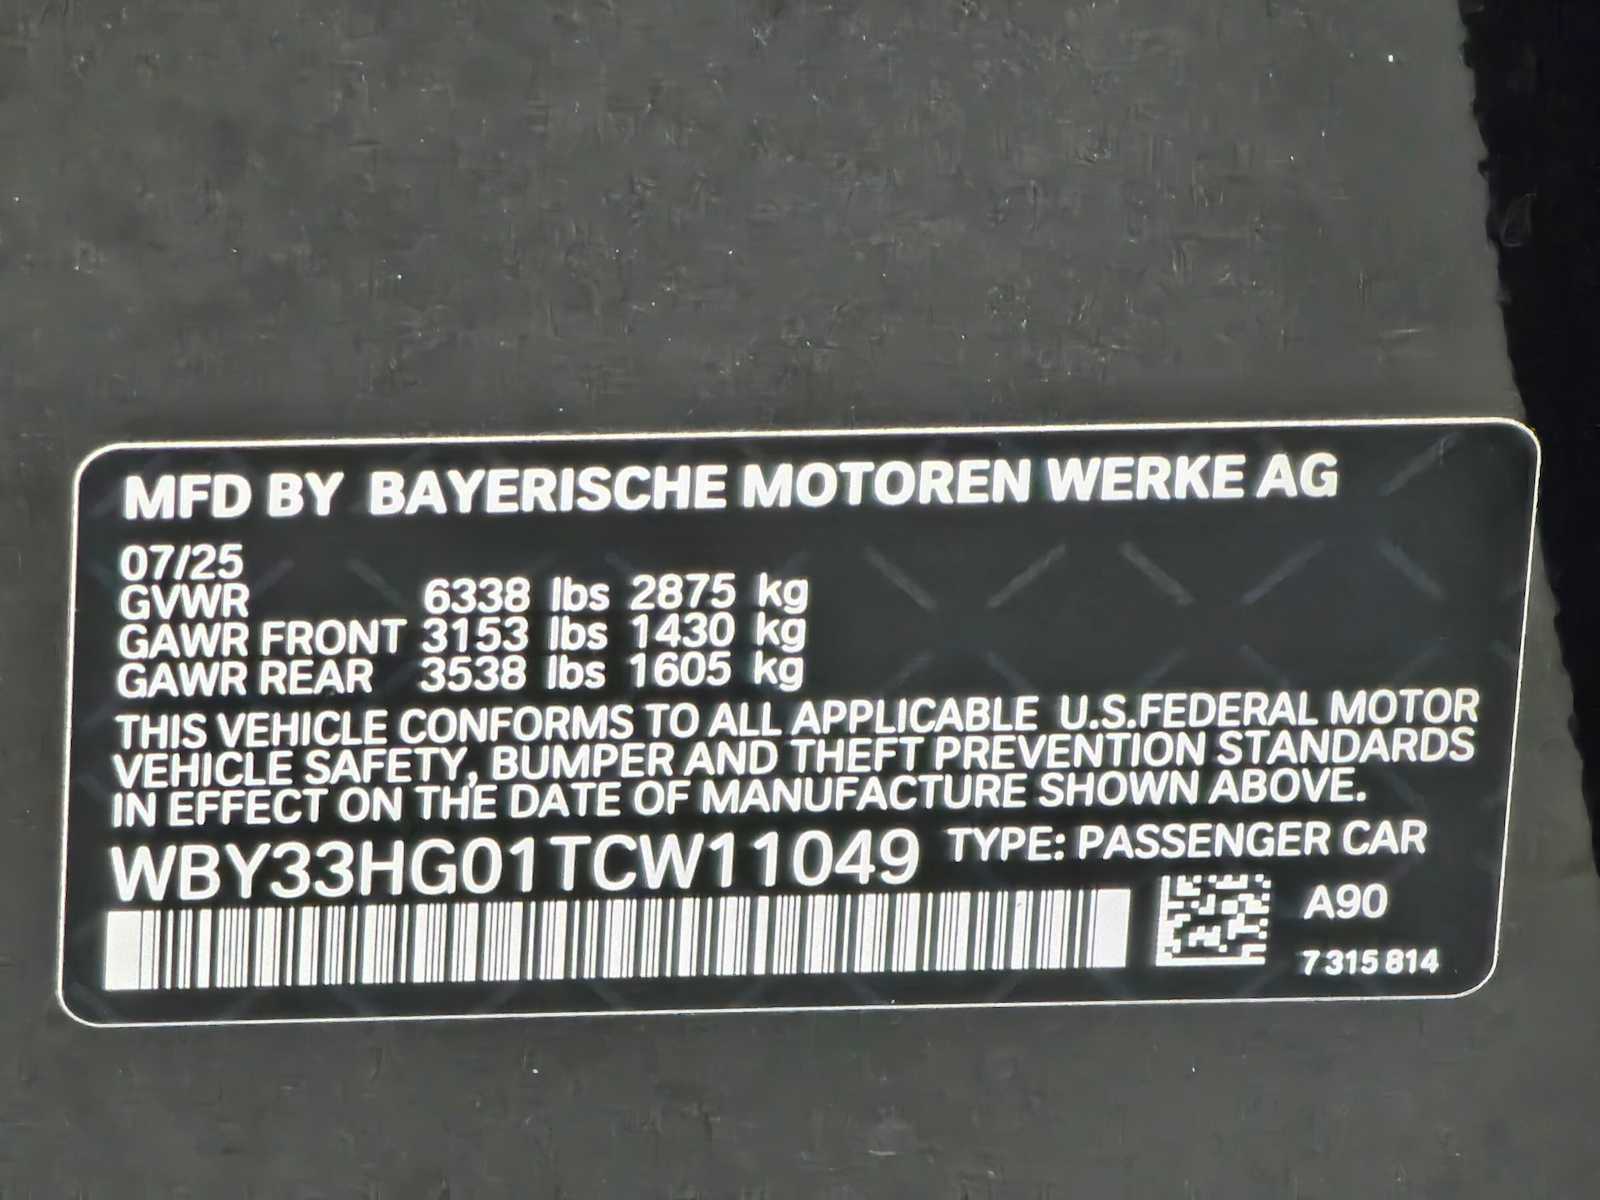 MFD BY BAYERISCHE MOTOREN WERKE AG
07/25
GVWR 6338 lbs 2875 kg
GAWR FRONT 3153 lbs 1430 kg
GAWR REAR 3538 lbs 1605 kg
THIS VEHICLE CONFORMS TO ALL APPLICABLE U.S.FEDERAL MOTOR
VEHICLE SAFETY, BUMPER AND THEFT PREVENTION STANDARDS
IN EFFECT ON THE DATE OF MANUFACTURE SHOWN ABOVE.
WBY33HG01TCW11049 TYPE: PASSENGER CAR
A90
7 315 814